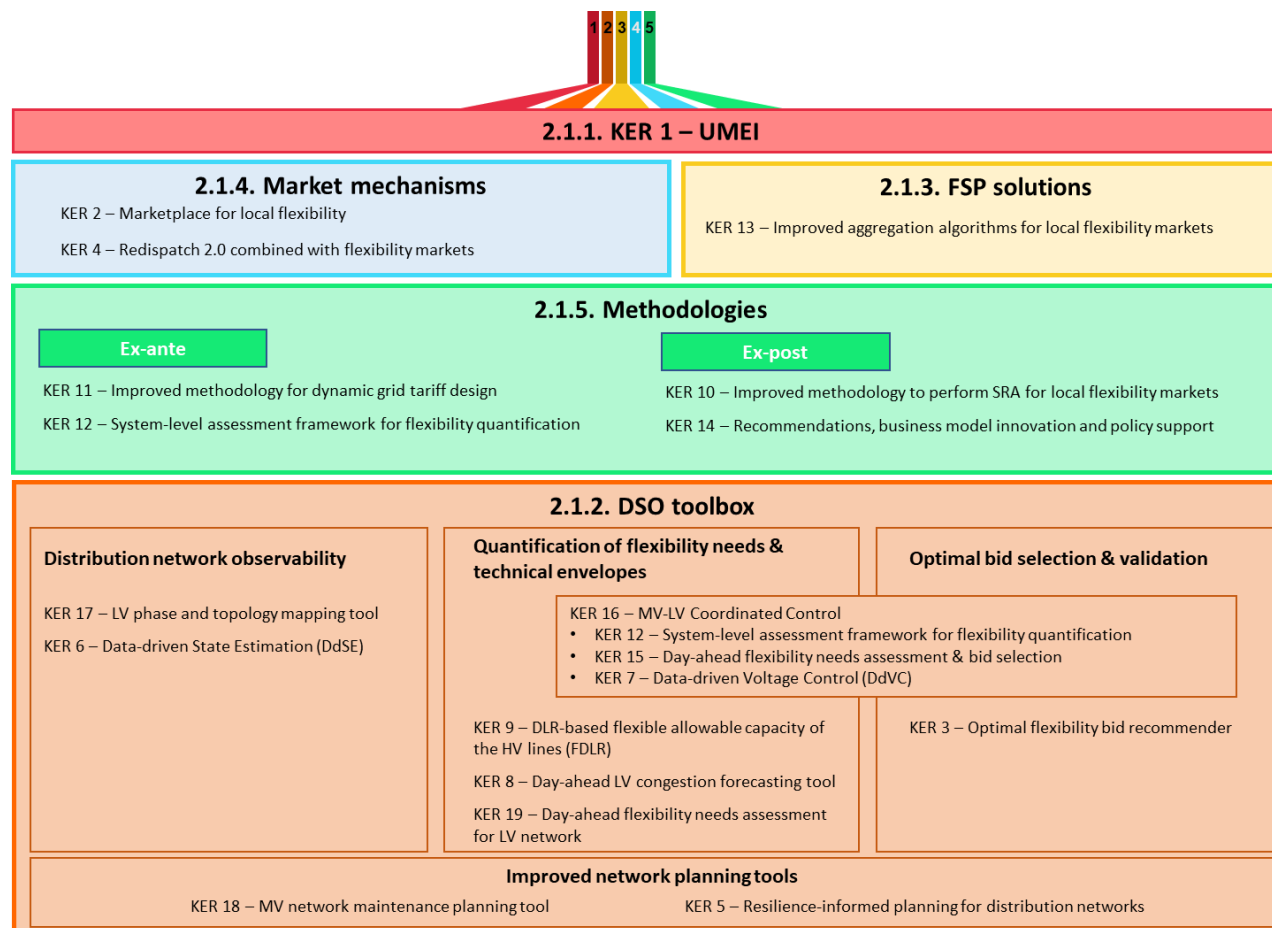 1 2 3 4 5
2.1.1. KER 1 – UMEI
2.1.4. Market mechanisms
KER 2 – Marketplace for local flexibility
KER 4 – Redispatch 2.0 combined with flexibility markets
2.1.3. FSP solutions
KER 13 – Improved aggregation algorithms for local flexibility markets
2.1.5. Methodologies
Ex-ante
KER 11 – Improved methodology for dynamic grid tariff design
KER 12 – System-level assessment framework for flexibility quantification
Ex-post
KER 10 – Improved methodology to perform SRA for local flexibility markets
KER 14 – Recommendations, business model innovation and policy support
2.1.2. DSO toolbox
Distribution network observability
KER 17 – LV phase and topology mapping tool
KER 6 – Data-driven State Estimation (DdSE)
Quantification of flexibility needs &
technical envelopes
Optimal bid selection & validation
KER 16 – MV-LV Coordinated Control
• KER 12 – System-level assessment framework for flexibility quantification
• KER 15 – Day-ahead flexibility needs assessment & bid selection
• KER 7 – Data-driven Voltage Control (DdVC)
KER 9 – DLR-based flexible allowable capacity of
the HV lines (FDLR)
KER 8 – Day-ahead LV congestion forecasting tool
KER 19 – Day-ahead flexibility needs assessment
for LV network
KER 3 – Optimal flexibility bid recommender
Improved network planning tools
KER 18 – MV network maintenance planning tool
KER 5 – Resilience-informed planning for distribution networks